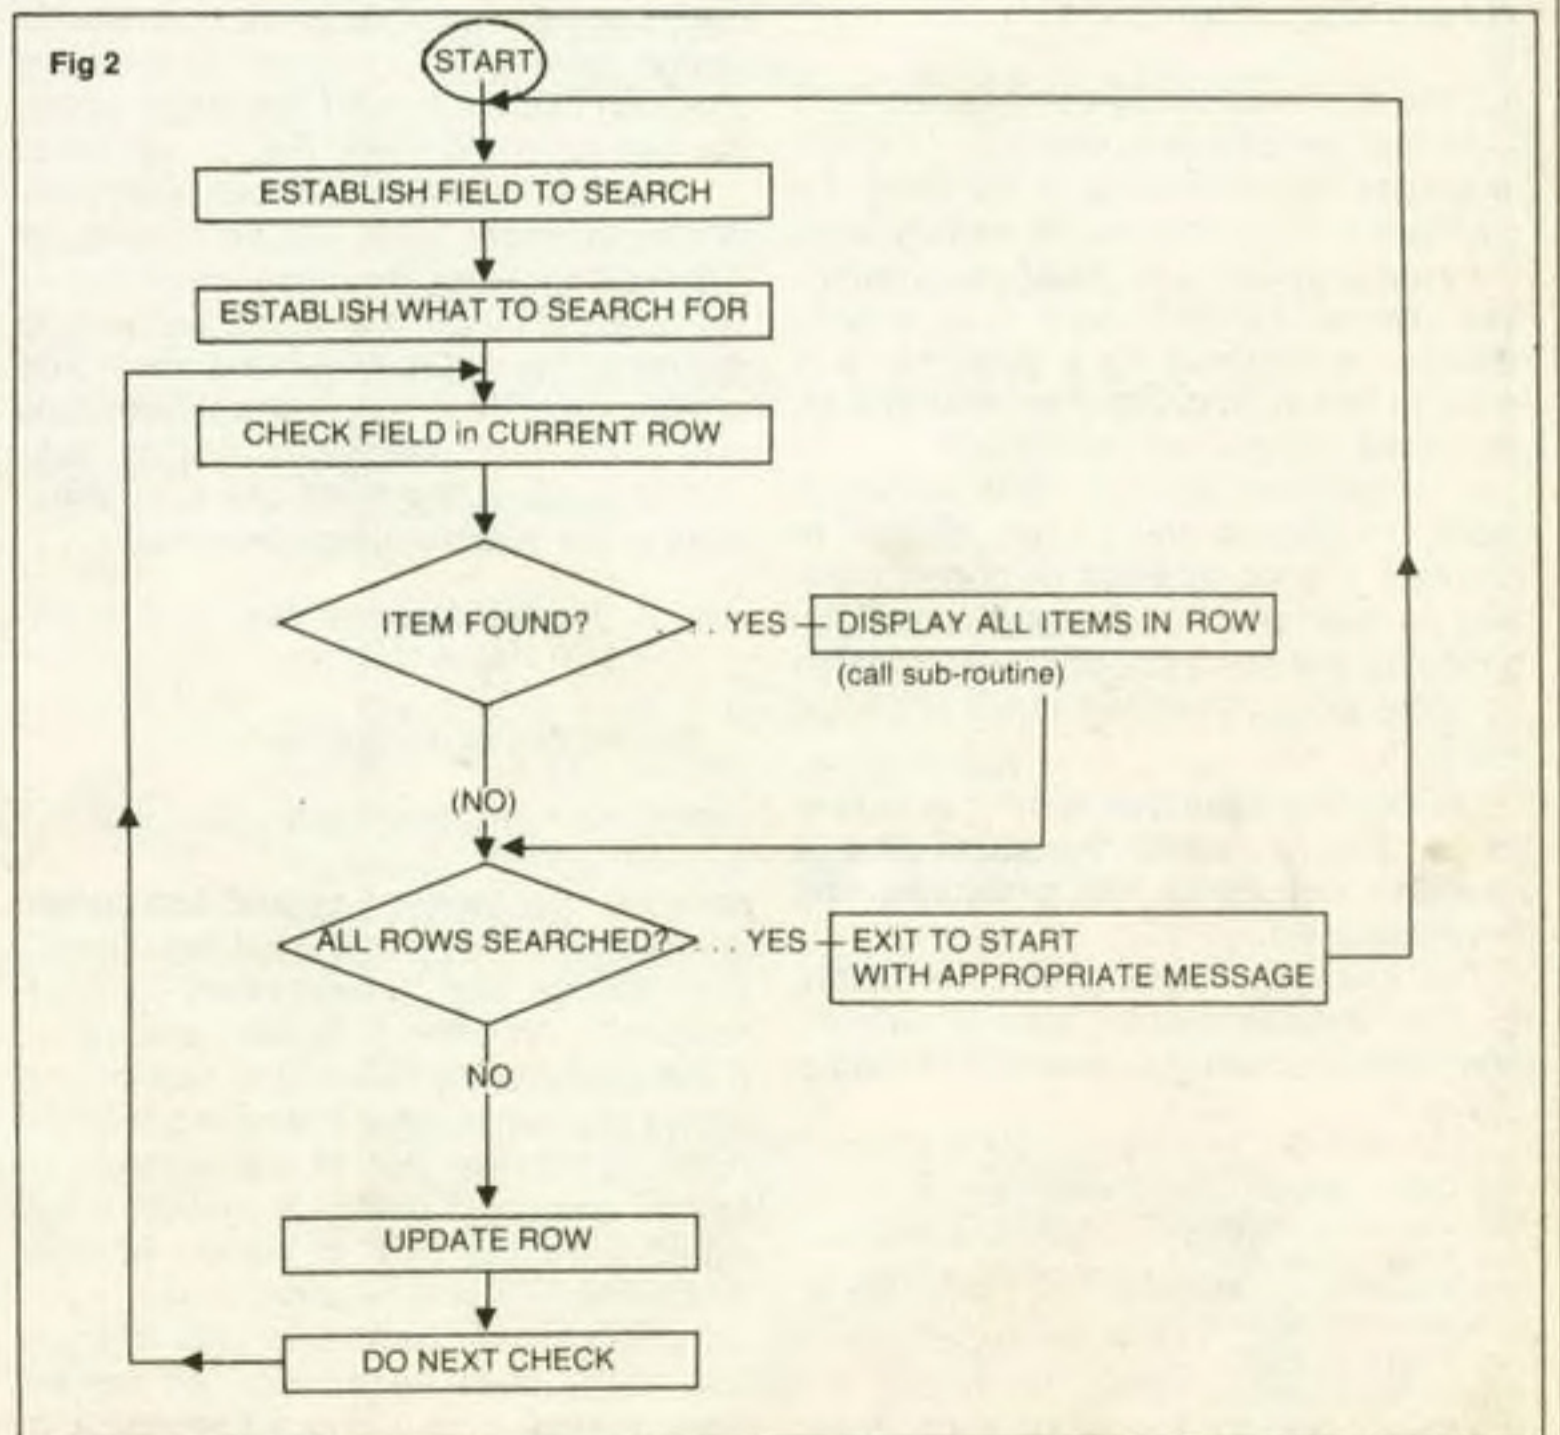 Fig 2
START
ESTABLISH FIELD TO SEARCH
ESTABLISH WHAT TO SEARCH FOR
CHECK FIELD in CURRENT ROW
ITEM FOUND?
. . YES
DISPLAY ALL ITEMS IN ROW
(call sub-routine)
(NO)
ALL ROWS SEARCHED?
. . . YES
EXIT TO START
WITH APPROPRIATE MESSAGE
NO
UPDATE ROW
DO NEXT CHECK